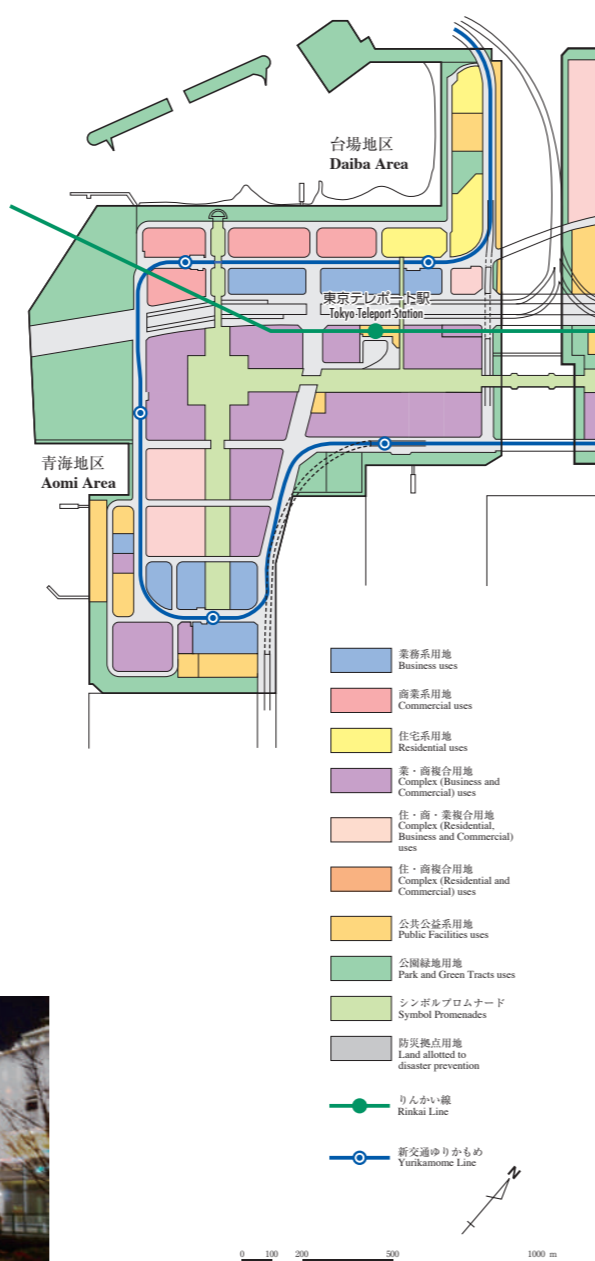 台場地区
Daiba Area
東京テレポート駅
Tokyo Teleport Station
青海地区
Aomi Area
業務系用地
Business uses
商業系用地
Commercial uses
住宅系用地
Residential uses
業・商複合用地
Complex (Business and
Commercial) uses
住・商・業複合用地
Complex (Residential,
Business and Commercial)
uses
住・商複合用地
Complex (Residential and
Commercial) uses
公共公益系用地
Public Facilities uses
公園緑地用地
Park and Green Tracts uses
シンボルプロムナード
Symbol Promenades
防災拠点用地
Land allotted to
disaster prevention
りんかい線
Rinkai Line
新交通ゆりかもめ
Yurikamome Line
N
0 100 200 500 1000 m